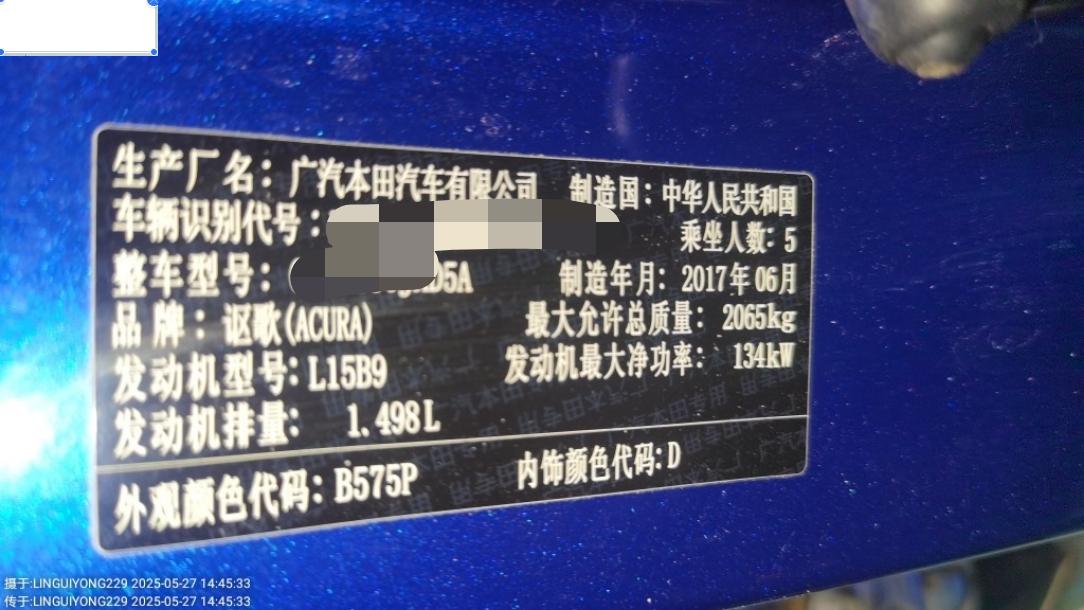 生产厂名：广汽本田汽车有限公司 制造国：中华人民共和国
车辆识别代号： 乘坐人数：5
整车型号： D5A 制造年月：2017年06月
品牌：讴歌(ACURA) 最大允许总质量：2065kg
发动机型号：L15B9 发动机最大净功率：134kW
发动机排量：1.498L
外观颜色代码：B575P 内饰颜色代码：D
摄于:LINGUIYONG229 2025-05-27 14:45:33
传于:LINGUIYONG229 2025-05-27 14:45:33